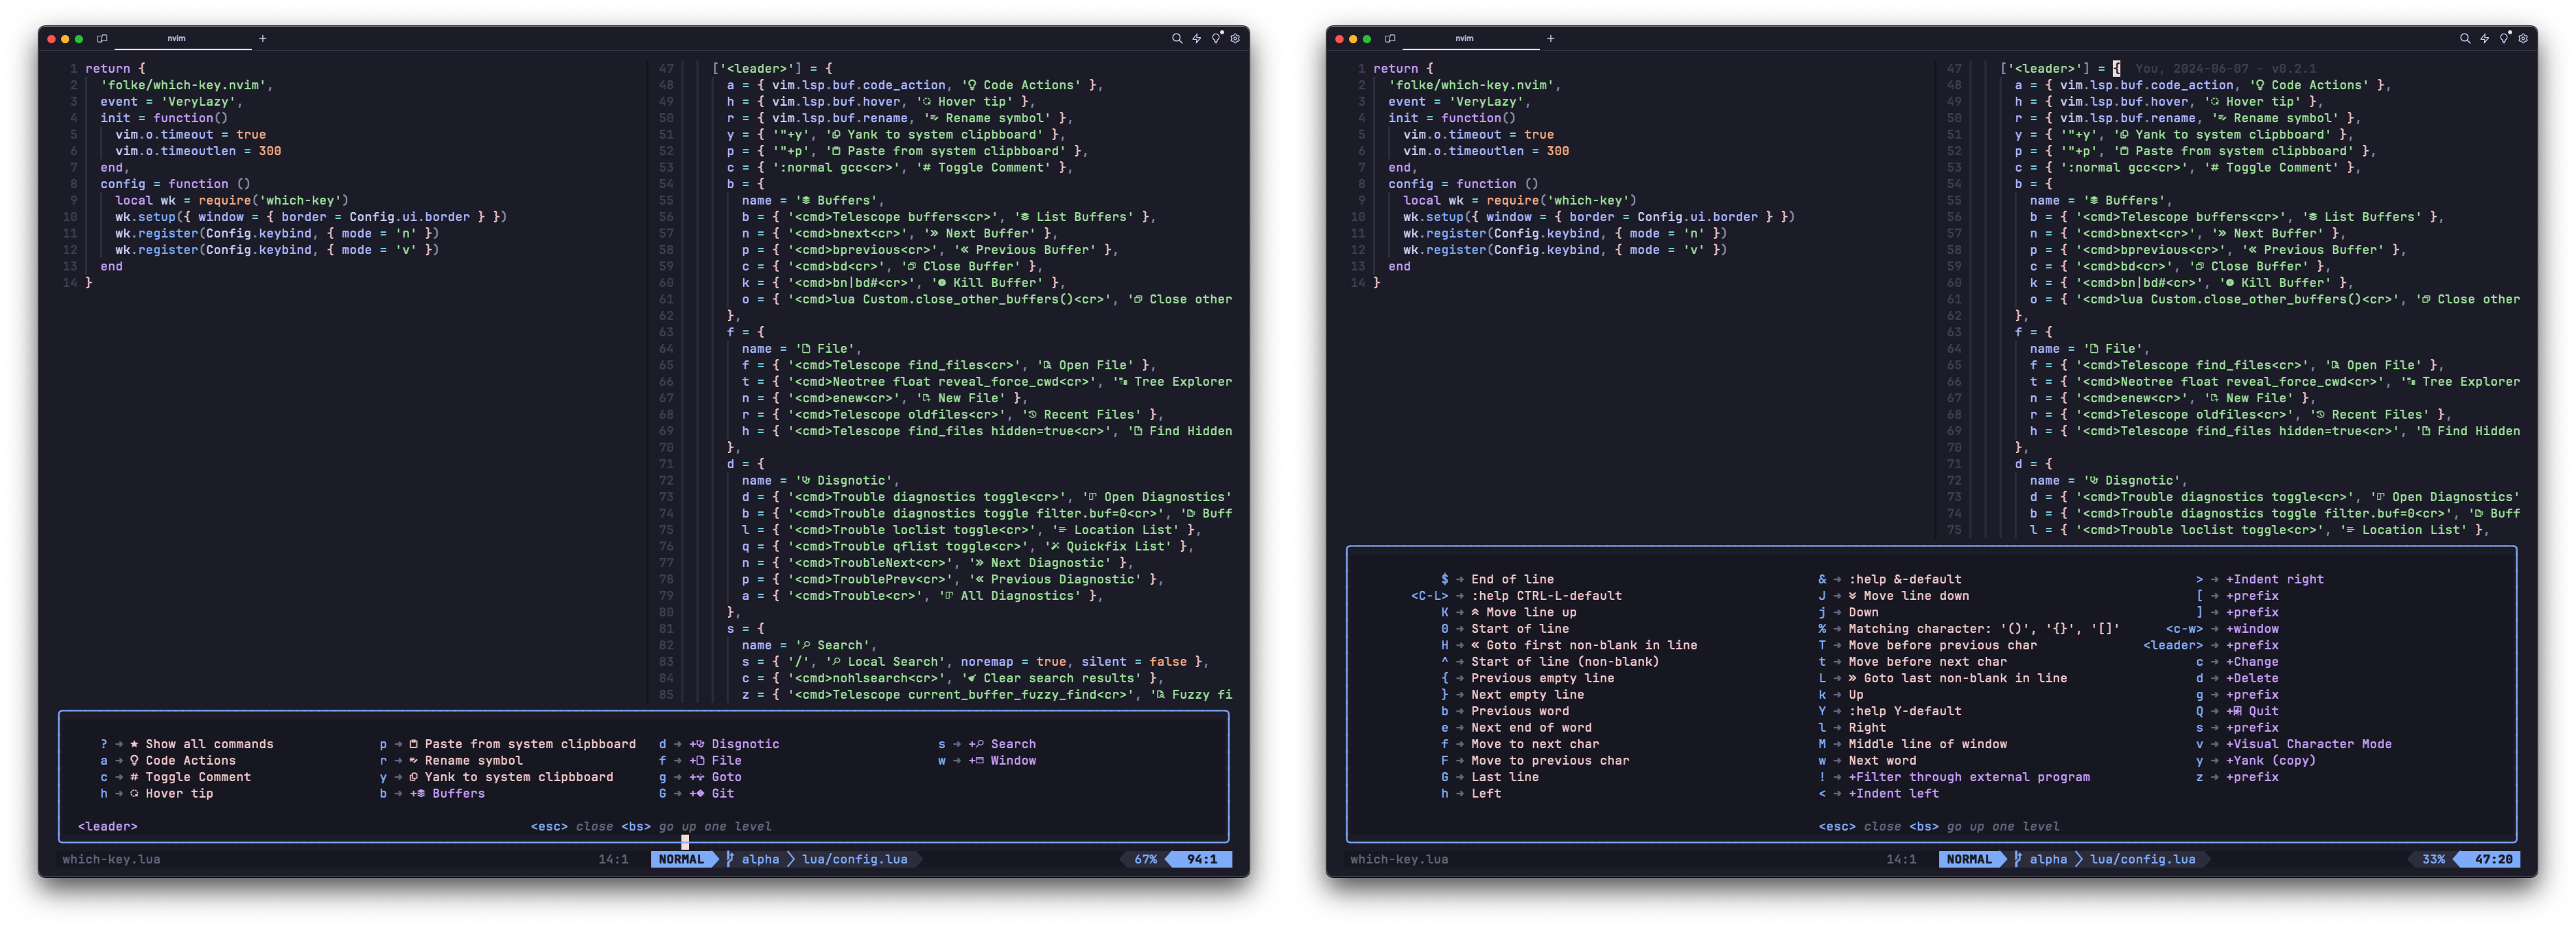 nvim
1 return {
2 'folke/which-key.nvim',
3 event = 'VeryLazy',
4 init = function()
5 vim.o.timeout = true
6 vim.o.timeoutlen = 300
7 end,
8 config = function ()
9 local wk = require('which-key')
10 wk.setup({ window = { border = Config.ui.border } })
11 wk.register(Config.keybind, { mode = 'n' })
12 wk.register(Config.keybind, { mode = 'v' })
13 end
14 }
47 ['<leader>'] = {
48 a = { vim.lsp.buf.code_action, ' Code Actions' },
49 h = { vim.lsp.buf.hover, ' Hover tip' },
50 r = { vim.lsp.buf.rename, ' Rename symbol' },
51 y = { '"+y', ' Yank to system clipbboard' },
52 p = { '"+p', ' Paste from system clipbboard' },
53 c = { ':normal gcc<cr>', '# Toggle Comment' },
54 b = {
55 name = ' Buffers',
56 b = { '<cmd>Telescope buffers<cr>', ' List Buffers' },
57 n = { '<cmd>bnext<cr>', '» Next Buffer' },
58 p = { '<cmd>bprevious<cr>', '« Previous Buffer' },
59 c = { '<cmd>bd<cr>', ' Close Buffer' },
60 k = { '<cmd>bn|bd#<cr>', ' Kill Buffer' },
61 o = { '<cmd>lua Custom.close_other_buffers()<cr>', ' Close other
62 },
63 f = {
64 name = ' File',
65 f = { '<cmd>Telescope find_files<cr>', ' Open File' },
66 t = { '<cmd>Neotree float reveal_force_cwd<cr>', ' Tree Explorer
67 n = { '<cmd>enew<cr>', ' New File' },
68 r = { '<cmd>Telescope oldfiles<cr>', ' Recent Files' },
69 h = { '<cmd>Telescope find_files hidden=true<cr>', ' Find Hidden
70 },
71 d = {
72 name = ' Disgnotic',
73 d = { '<cmd>Trouble diagnostics toggle<cr>', ' Open Diagnostics'
74 b = { '<cmd>Trouble diagnostics toggle filter.buf=0<cr>', ' Buff
75 l = { '<cmd>Trouble loclist toggle<cr>', ' Location List' },
76 q = { '<cmd>Trouble qflist toggle<cr>', ' Quickfix List' },
77 n = { '<cmd>TroubleNext<cr>', '» Next Diagnostic' },
78 p = { '<cmd>TroublePrev<cr>', '« Previous Diagnostic' },
79 a = { '<cmd>Trouble<cr>', ' All Diagnostics' },
80 },
81 s = {
82 name = ' Search',
83 s = { '/', ' Local Search', noremap = true, silent = false },
84 c = { '<cmd>nohlsearch<cr>', ' Clear search results' },
85 z = { '<cmd>Telescope current_buffer_fuzzy_find<cr>', ' Fuzzy fi
? → ★ Show all commands
a → Code Actions
c → # Toggle Comment
h → Hover tip
p → Paste from system clipbboard
r → Rename symbol
y → Yank to system clipbboard
b → + Buffers
d → + Disgnotic
f → + File
g → + Goto
G → + Git
s → + Search
w → + Window
<leader> <esc> close <bs> go up one level
which-key.lua 14:1 NORMAL alpha lua/config.lua 67% 94:1
nvim
1 return {
2 'folke/which-key.nvim',
3 event = 'VeryLazy',
4 init = function()
5 vim.o.timeout = true
6 vim.o.timeoutlen = 300
7 end,
8 config = function ()
9 local wk = require('which-key')
10 wk.setup({ window = { border = Config.ui.border } })
11 wk.register(Config.keybind, { mode = 'n' })
12 wk.register(Config.keybind, { mode = 'v' })
13 end
14 }
47 ['<leader>'] = { You, 2024-06-07 - v0.2.1
48 a = { vim.lsp.buf.code_action, ' Code Actions' },
49 h = { vim.lsp.buf.hover, ' Hover tip' },
50 r = { vim.lsp.buf.rename, ' Rename symbol' },
51 y = { '"+y', ' Yank to system clipbboard' },
52 p = { '"+p', ' Paste from system clipbboard' },
53 c = { ':normal gcc<cr>', '# Toggle Comment' },
54 b = {
55 name = ' Buffers',
56 b = { '<cmd>Telescope buffers<cr>', ' List Buffers' },
57 n = { '<cmd>bnext<cr>', '» Next Buffer' },
58 p = { '<cmd>bprevious<cr>', '« Previous Buffer' },
59 c = { '<cmd>bd<cr>', ' Close Buffer' },
60 k = { '<cmd>bn|bd#<cr>', ' Kill Buffer' },
61 o = { '<cmd>lua Custom.close_other_buffers()<cr>', ' Close other
62 },
63 f = {
64 name = ' File',
65 f = { '<cmd>Telescope find_files<cr>', ' Open File' },
66 t = { '<cmd>Neotree float reveal_force_cwd<cr>', ' Tree Explorer
67 n = { '<cmd>enew<cr>', ' New File' },
68 r = { '<cmd>Telescope oldfiles<cr>', ' Recent Files' },
69 h = { '<cmd>Telescope find_files hidden=true<cr>', ' Find Hidden
70 },
71 d = {
72 name = ' Disgnotic',
73 d = { '<cmd>Trouble diagnostics toggle<cr>', ' Open Diagnostics'
74 b = { '<cmd>Trouble diagnostics toggle filter.buf=0<cr>', ' Buff
75 l = { '<cmd>Trouble loclist toggle<cr>', ' Location List' },
$ → End of line
<C-L> → :help CTRL-L-default
K → Move line up
0 → Start of line
H → « Goto first non-blank in line
^ → Start of line (non-blank)
{ → Previous empty line
} → Next empty line
b → Previous word
e → Next end of word
f → Move to next char
F → Move to previous char
G → Last line
h → Left
& → :help &-default
J → Move line down
j → Down
% → Matching character: '()', '{}', '[]'
T → Move before previous char
t → Move before next char
L → » Goto last non-blank in line
k → Up
Y → :help Y-default
l → Right
M → Middle line of window
w → Next word
! → +Filter through external program
< → +Indent left
> → +Indent right
[ → +prefix
] → +prefix
<c-w> → +window
<leader> → +prefix
c → +Change
d → +Delete
g → +prefix
Q → + Quit
s → +prefix
v → +Visual Character Mode
y → +Yank (copy)
z → +prefix
<esc> close <bs> go up one level
which-key.lua 14:1 NORMAL alpha lua/config.lua 33% 47:20